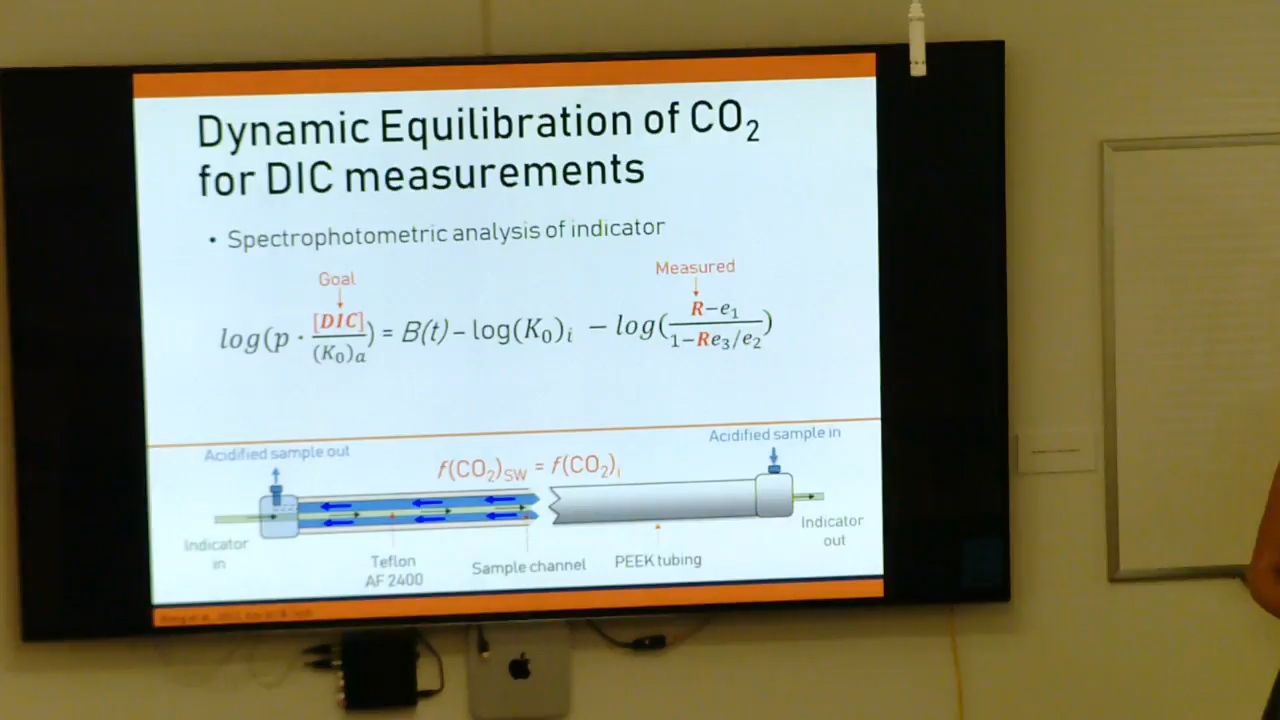 Dynamic Equilibration of CO₂
for DIC measurements
• Spectrophotometric analysis of indicator
Goal
Measured
log(p · [DIC]/(K₀)a) = B(t) – log(K₀)i – log((R–e₁)/(1–Re₃/e₂))
Acidified sample out
Acidified sample in
f(CO₂)SW = f(CO₂)i
Indicator
in
Indicator
out
Teflon
AF 2400
Sample channel
PEEK tubing